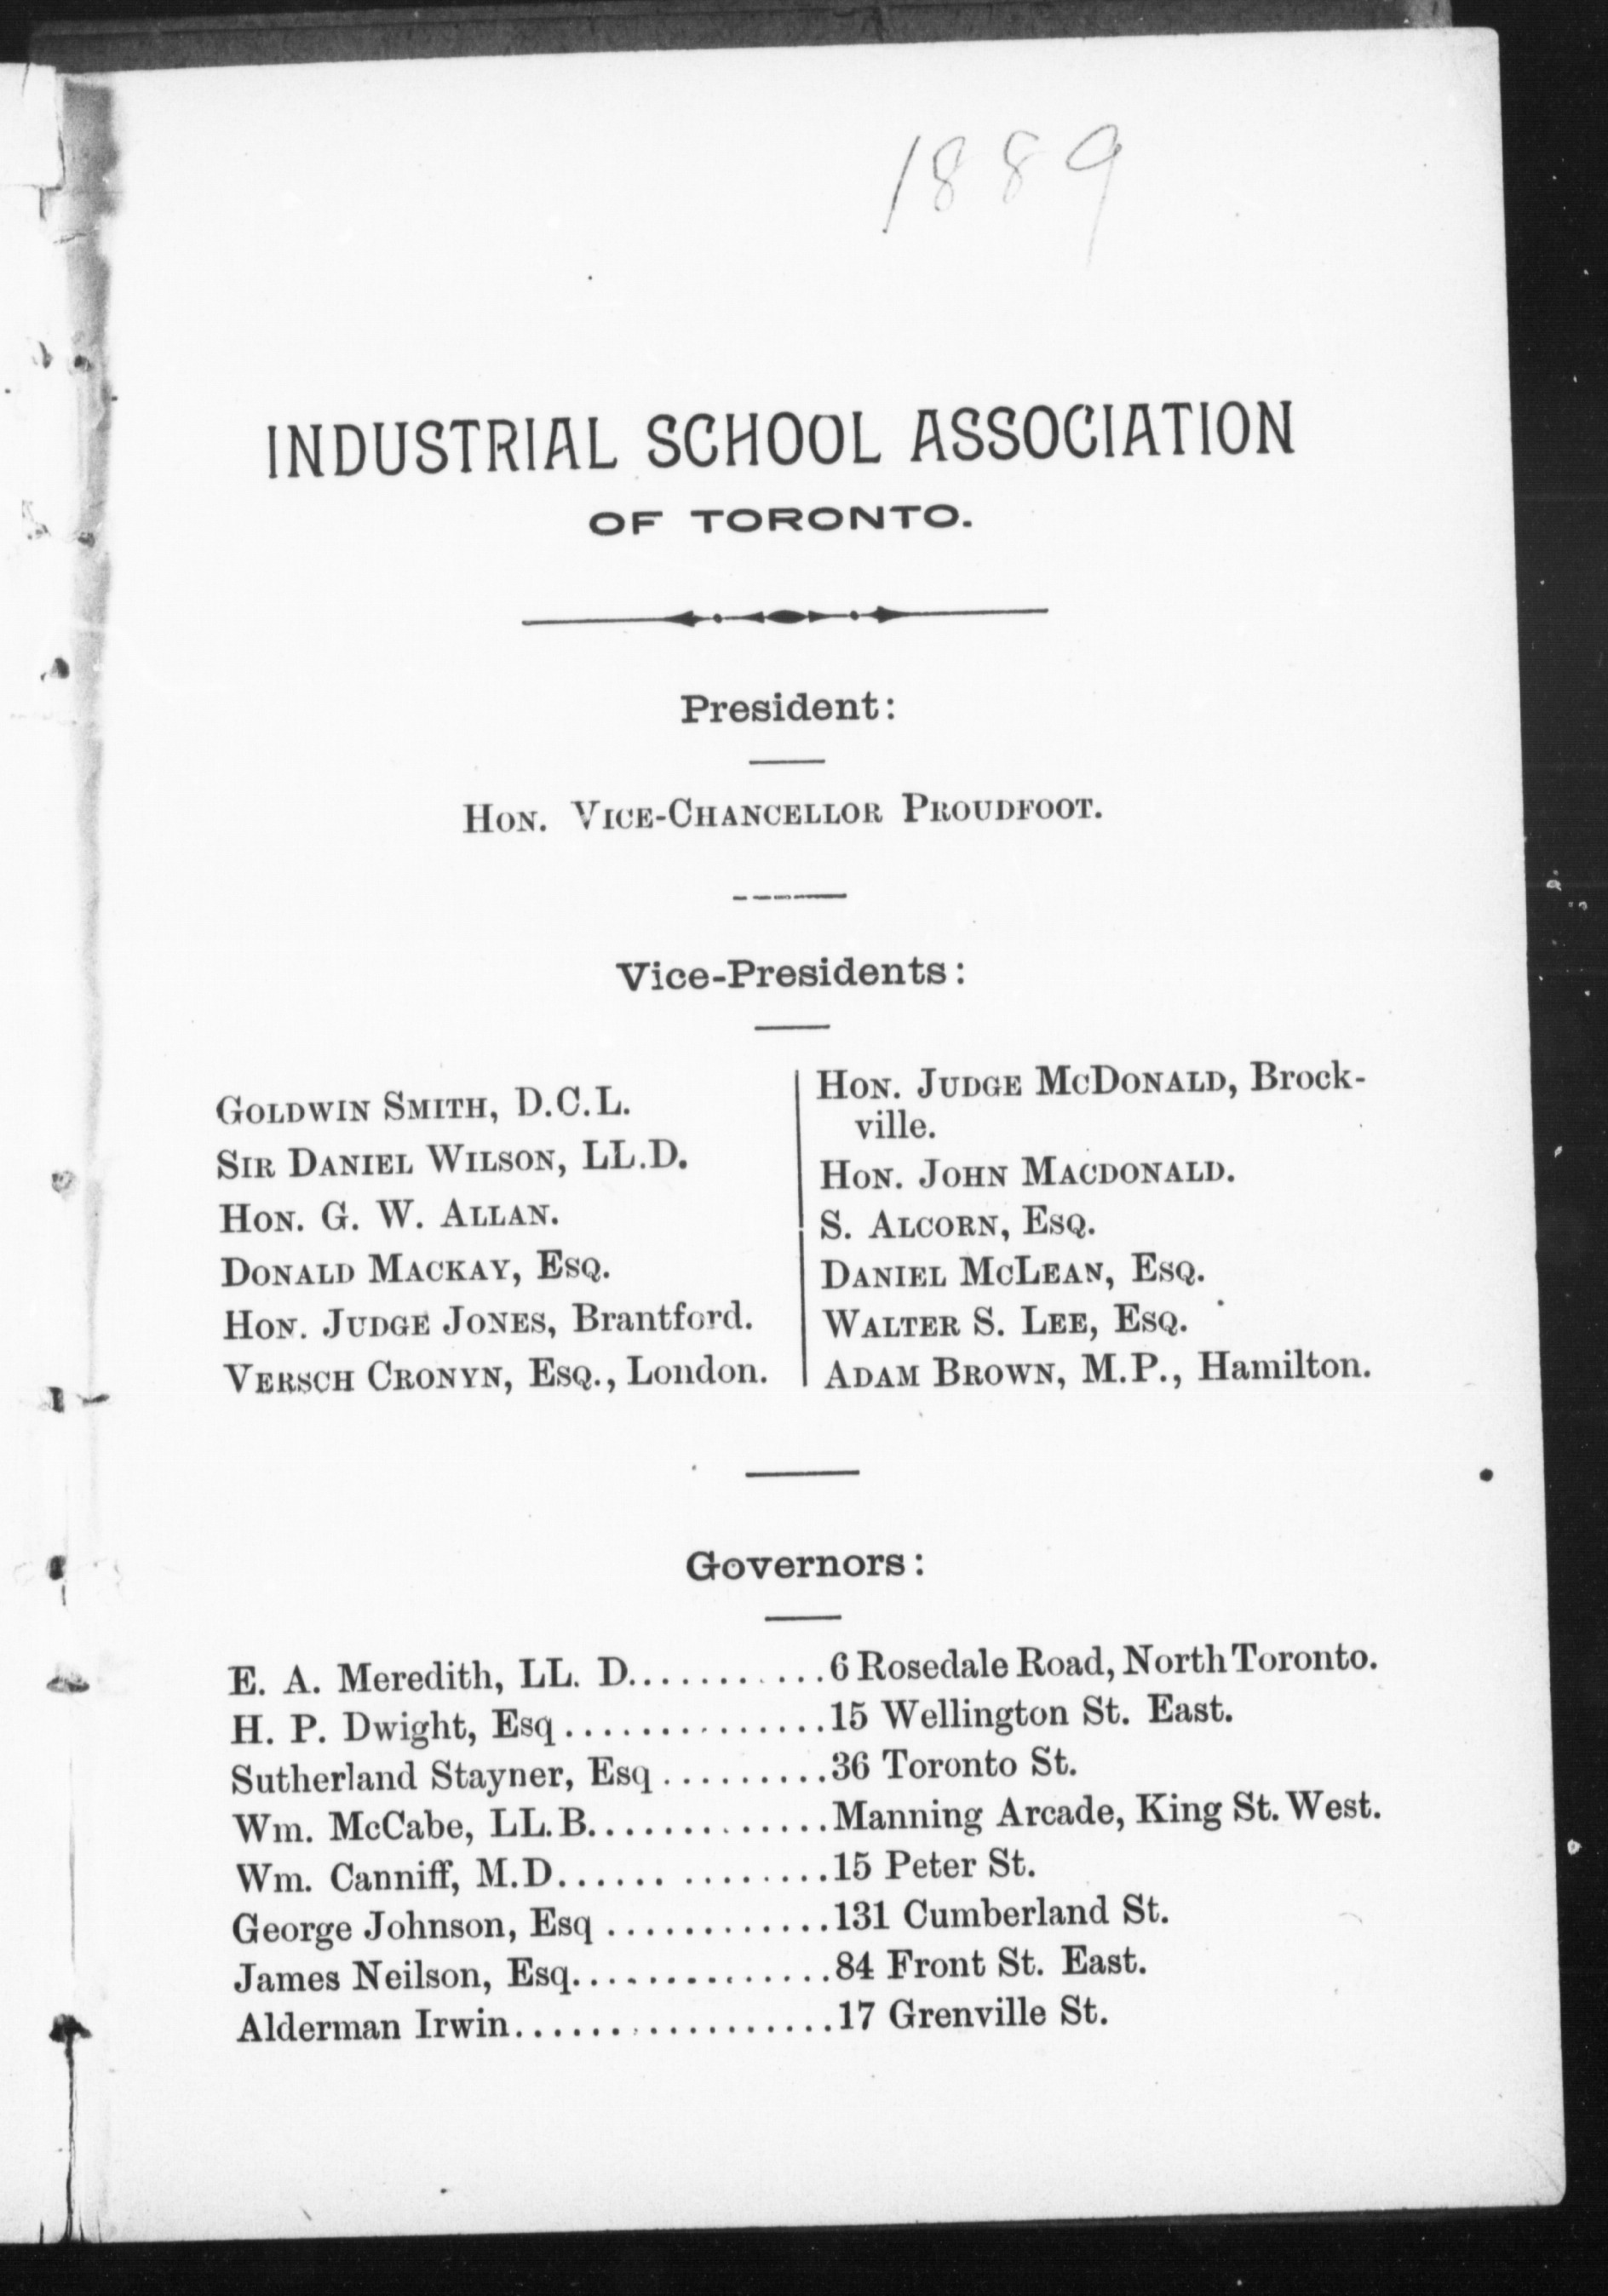 1889
INDUSTRIAL SCHOOL ASSOCIATION
OF TORONTO.
President:
HON. VICE-CHANCELLOR PROUDFOOT.
Vice-Presidents:
GOLDWIN SMITH, D.C.L.
SIR DANIEL WILSON, LL.D.
HON. G. W. ALLAN.
DONALD MACKAY, ESQ.
HON. JUDGE JONES, Brantford.
VERSCH CRONYN, ESQ., London.
HON. JUDGE MCDONALD, Brock-
ville.
HON. JOHN MACDONALD.
S. ALCORN, ESQ.
DANIEL MCLEAN, ESQ.
WALTER S. LEE, ESQ.
ADAM BROWN, M.P., Hamilton.
Governors:
E. A. Meredith, LL. D...........6 Rosedale Road, North Toronto.
H. P. Dwight, Esq..............15 Wellington St. East.
Sutherland Stayner, Esq.........36 Toronto St.
Wm. McCabe, LL.B.............Manning Arcade, King St. West.
Wm. Canniff, M.D..............15 Peter St.
George Johnson, Esq............131 Cumberland St.
James Neilson, Esq..............84 Front St. East.
Alderman Irwin.................17 Grenville St.